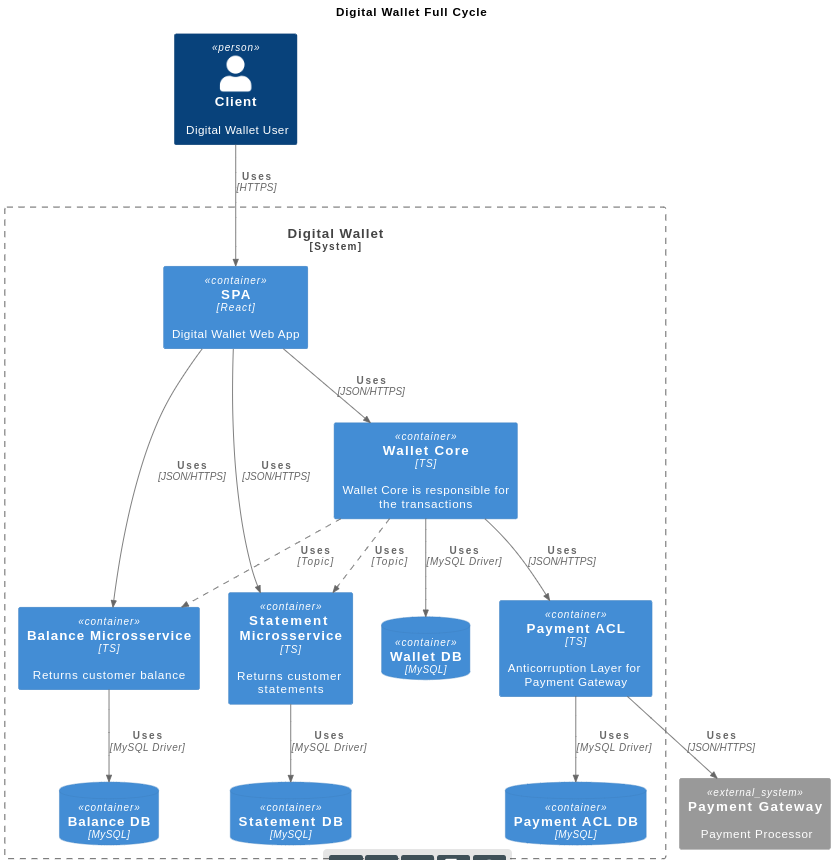 Digital Wallet Full Cycle
«person»
Client
Digital Wallet User
Uses
[HTTPS]
Digital Wallet
[System]
«container»
SPA
[React]
Digital Wallet Web App
Uses
[JSON/HTTPS]
Uses
[JSON/HTTPS]
Uses
[JSON/HTTPS]
«container»
Wallet Core
[TS]
Wallet Core is responsible for
the transactions
Uses
[Topic]
Uses
[Topic]
Uses
[MySQL Driver]
Uses
[JSON/HTTPS]
«container»
Balance Microsservice
[TS]
Returns customer balance
«container»
Statement
Microsservice
[TS]
Returns customer
statements
«container»
Wallet DB
[MySQL]
«container»
Payment ACL
[TS]
Anticorruption Layer for
Payment Gateway
Uses
[MySQL Driver]
Uses
[MySQL Driver]
Uses
[MySQL Driver]
Uses
[JSON/HTTPS]
«container»
Balance DB
[MySQL]
«container»
Statement DB
[MySQL]
«container»
Payment ACL DB
[MySQL]
«external_system»
Payment Gateway
Payment Processor